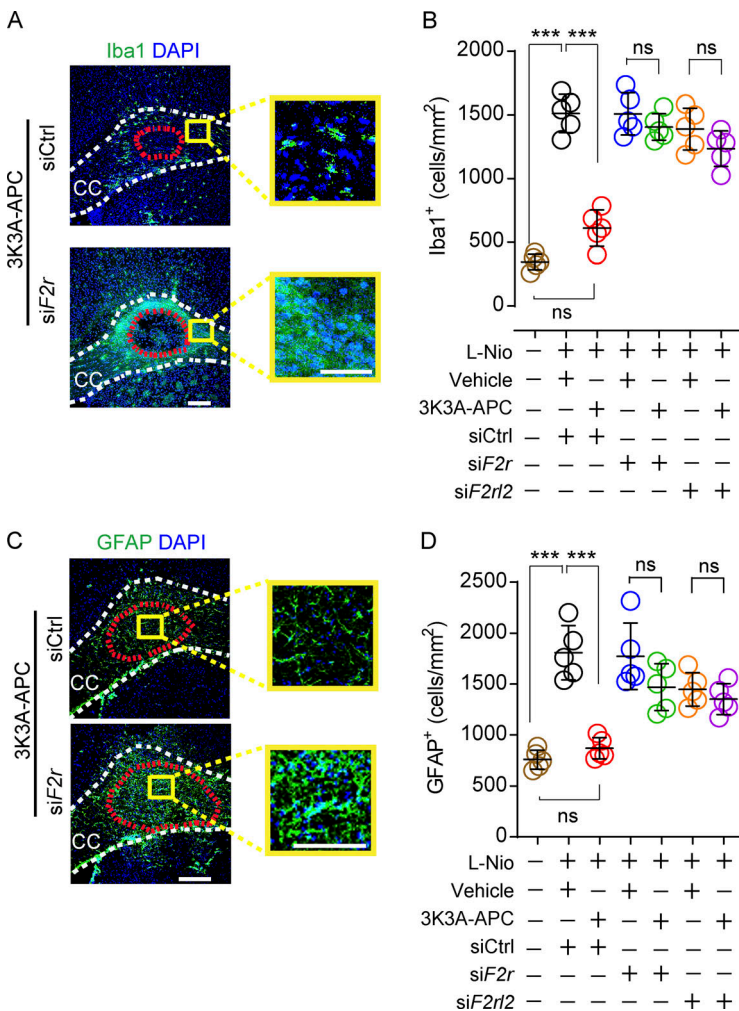 A
Iba1 DAPI
3K3A-APC
siCtrl
CC
siF2r
CC
B
Iba1+ (cells/mm2)
2000
1500
1000
500
0
*** ***
ns
ns
ns
L-Nio – + + + + + +
Vehicle – + – + – + –
3K3A-APC – – + – + – +
siCtrl – + + – – – –
siF2r – – – + + – –
siF2rl2 – – – – – + +
C
GFAP DAPI
3K3A-APC
siCtrl
CC
siF2r
CC
D
GFAP+ (cells/mm2)
2500
2000
1500
1000
500
0
*** ***
ns
ns
ns
L-Nio – + + + + + +
Vehicle – + – + – + –
3K3A-APC – – + – + – +
siCtrl – + + – – – –
siF2r – – – + + – –
siF2rl2 – – – – – + +